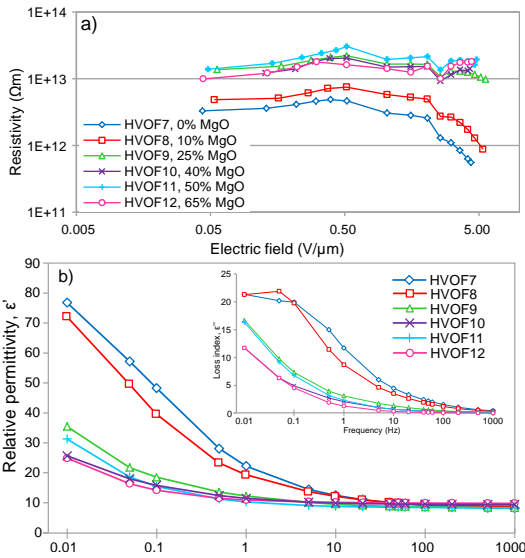 a)
1E+14
1E+13
1E+12
1E+11
Resistivity (Ωm)
HVOF7, 0% MgO
HVOF8, 10% MgO
HVOF9, 25% MgO
HVOF10, 40% MgO
HVOF11, 50% MgO
HVOF12, 65% MgO
0.005 0.05 0.50 5.00
Electric field (V/µm)
b)
90
80
70
60
50
40
30
20
10
0
Relative permittivity, ε'
25
20
15
10
5
0
Loss index, ε"
0.01 0.1 1 10 100 1000
Frequency (Hz)
HVOF7
HVOF8
HVOF9
HVOF10
HVOF11
HVOF12
0.01 0.1 1 10 100 1000